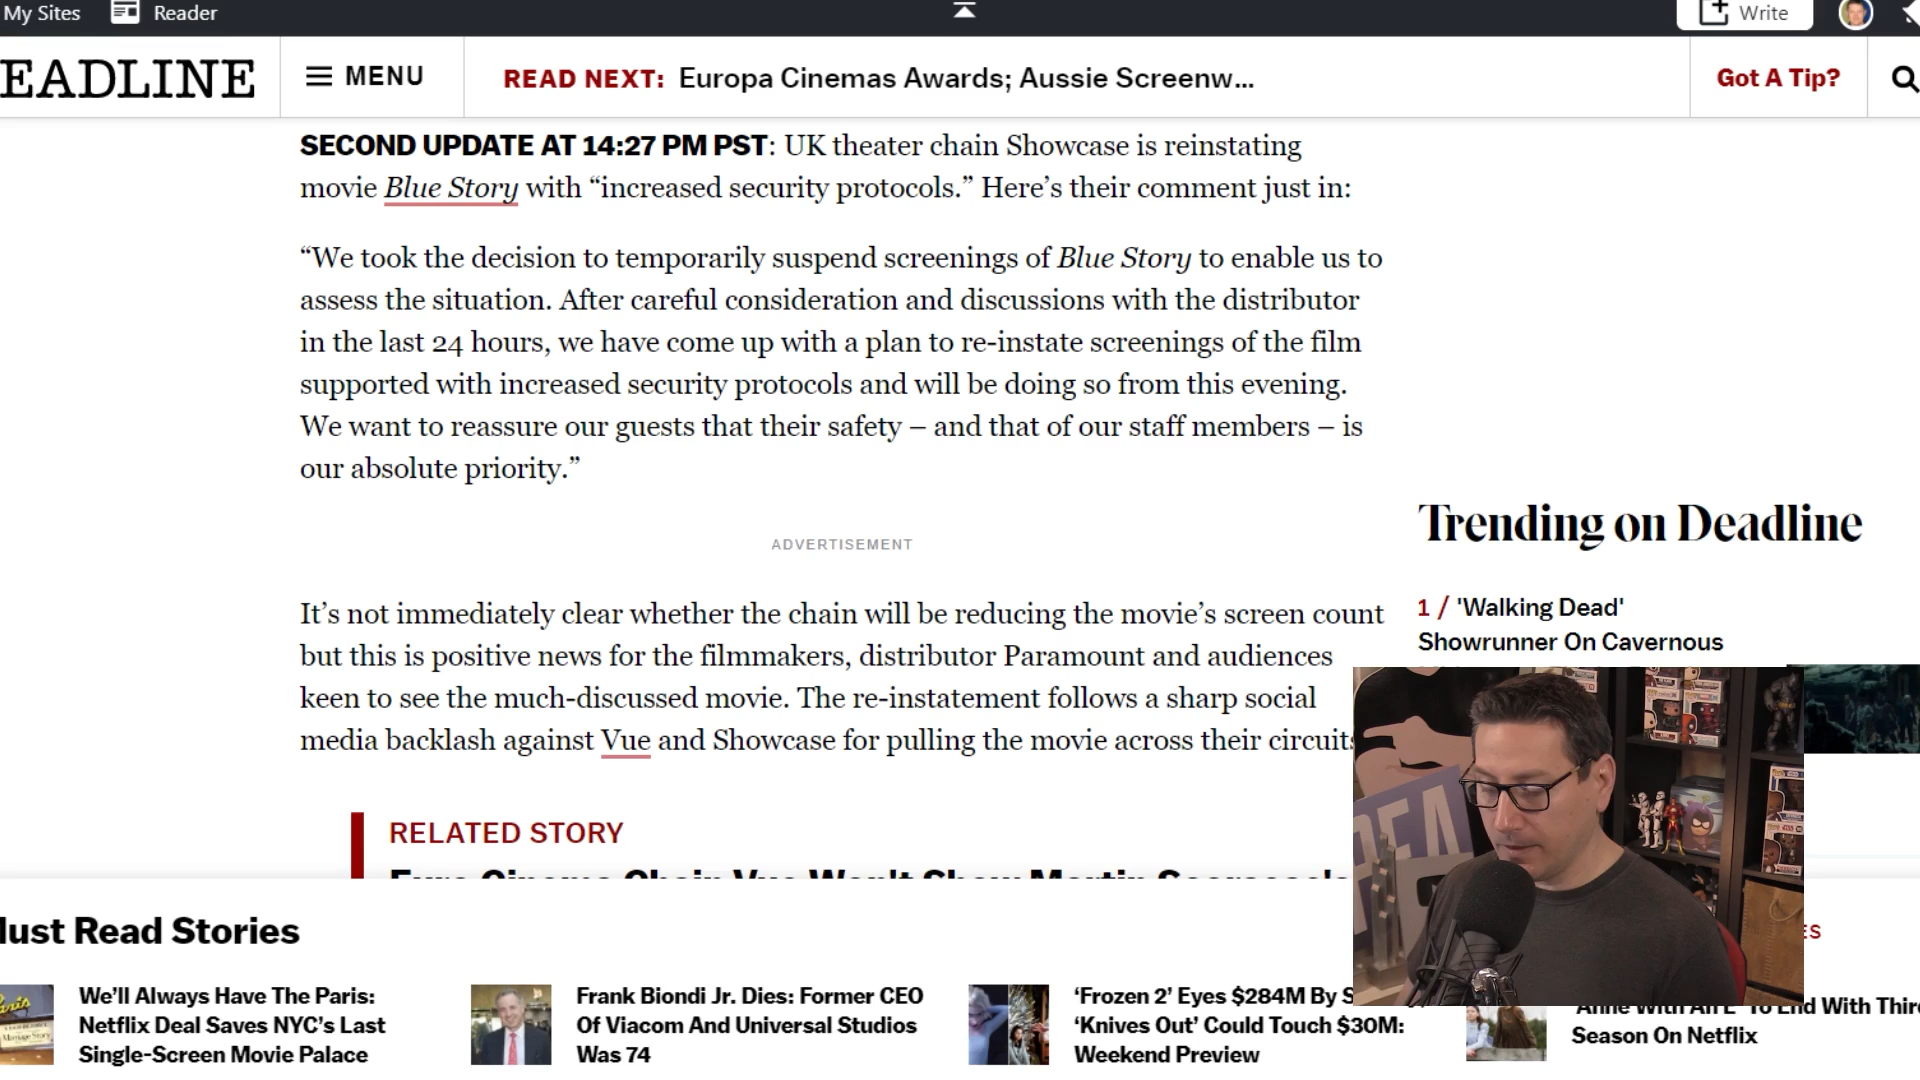 My Sites
Reader
Write
EADLINE
MENU
READ NEXT: Europa Cinemas Awards; Aussie Screenw...
Got A Tip?
SECOND UPDATE AT 14:27 PM PST: UK theater chain Showcase is reinstating
movie Blue Story with “increased security protocols.” Here’s their comment just in:
“We took the decision to temporarily suspend screenings of Blue Story to enable us to
assess the situation. After careful consideration and discussions with the distributor
in the last 24 hours, we have come up with a plan to re-instate screenings of the film
supported with increased security protocols and will be doing so from this evening.
We want to reassure our guests that their safety – and that of our staff members – is
our absolute priority.”
ADVERTISEMENT
It’s not immediately clear whether the chain will be reducing the movie’s screen count
but this is positive news for the filmmakers, distributor Paramount and audiences
keen to see the much-discussed movie. The re-instatement follows a sharp social
media backlash against Vue and Showcase for pulling the movie across their circuits
RELATED STORY
Euro Cinema Chain Vue Won't Show Martin Scorsese's
Trending on Deadline
1 / 'Walking Dead'
Showrunner On Cavernous
ust Read Stories
We’ll Always Have The Paris:
Netflix Deal Saves NYC’s Last
Single-Screen Movie Palace
Frank Biondi Jr. Dies: Former CEO
Of Viacom And Universal Studios
Was 74
‘Frozen 2’ Eyes $284M By S
‘Knives Out’ Could Touch $30M:
Weekend Preview
ES
‘Anne With An E’ To End With Thir
Season On Netflix